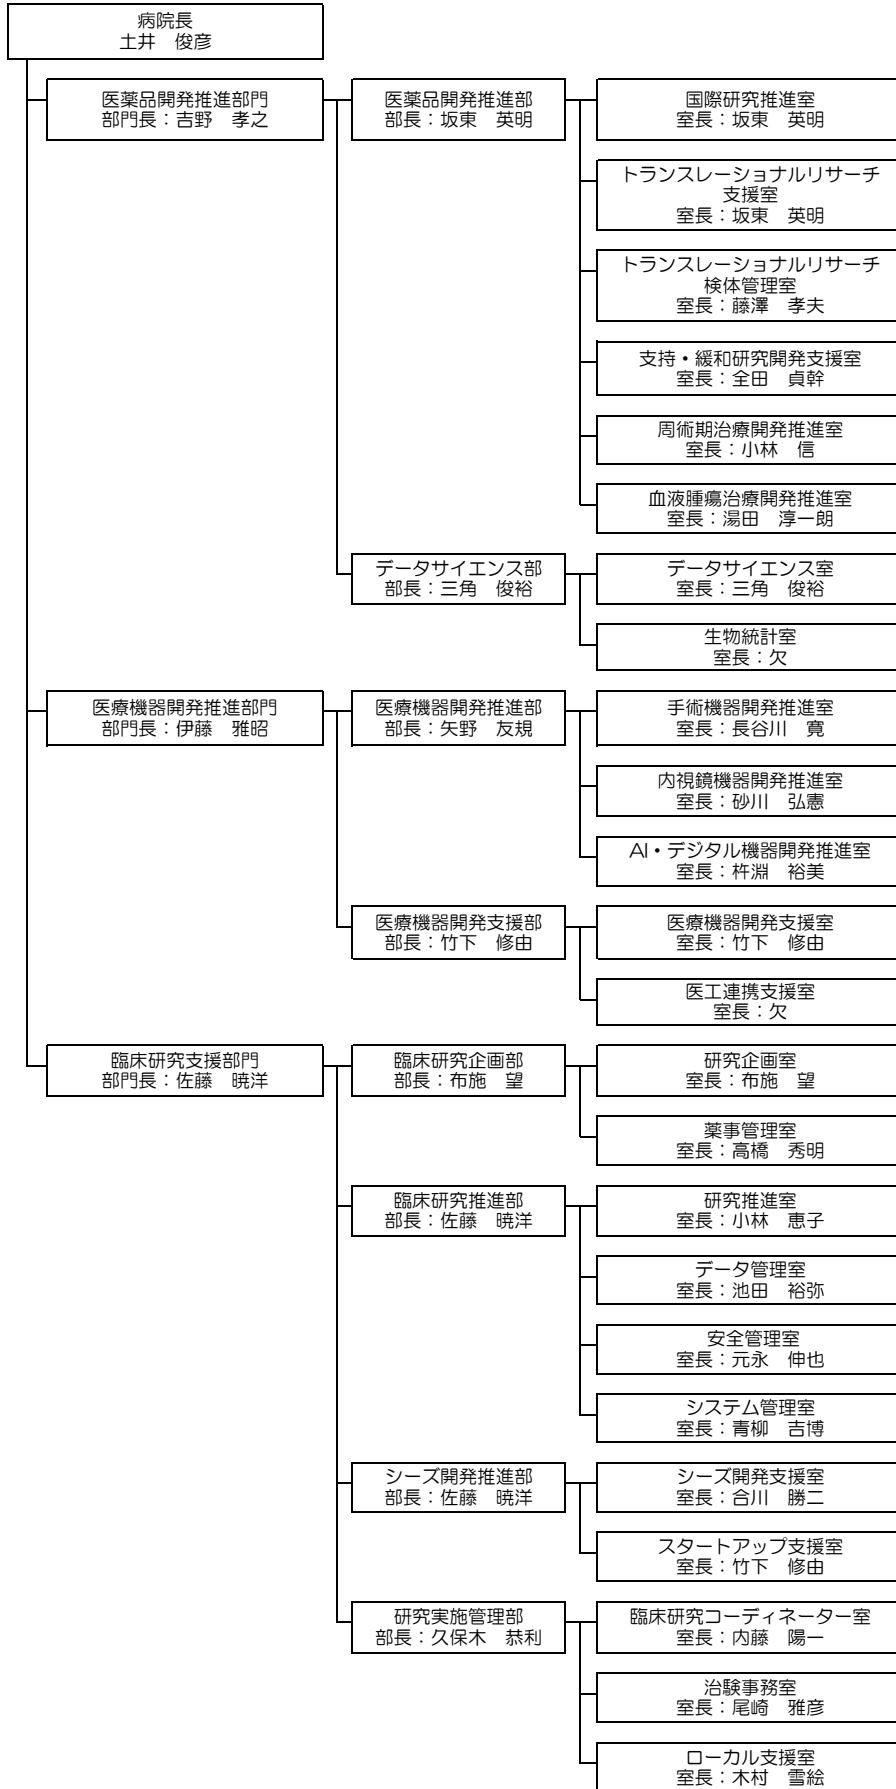 病院長
土井　俊彦
医薬品開発推進部門
部門長：吉野　孝之
医薬品開発推進部
部長：坂東　英明
国際研究推進室
室長：坂東　英明
トランスレーショナルリサーチ
支援室
室長：坂東　英明
トランスレーショナルリサーチ
検体管理室
室長：藤澤　孝夫
支持・緩和研究開発支援室
室長：全田　貞幹
周術期治療開発推進室
室長：小林　信
血液腫瘍治療開発推進室
室長：湯田　淳一朗
データサイエンス部
部長：三角　俊裕
データサイエンス室
室長：三角　俊裕
生物統計室
室長：欠
医療機器開発推進部門
部門長：伊藤　雅昭
医療機器開発推進部
部長：矢野　友規
手術機器開発推進室
室長：長谷川　寛
内視鏡機器開発推進室
室長：砂川　弘憲
AI・デジタル機器開発推進室
室長：杵淵　裕美
医療機器開発支援部
部長：竹下　修由
医療機器開発支援室
室長：竹下　修由
医工連携支援室
室長：欠
臨床研究支援部門
部門長：佐藤　暁洋
臨床研究企画部
部長：布施　望
研究企画室
室長：布施　望
薬事管理室
室長：高橋　秀明
臨床研究推進部
部長：佐藤　暁洋
研究推進室
室長：小林　恵子
データ管理室
室長：池田　裕弥
安全管理室
室長：元永　伸也
システム管理室
室長：青柳　吉博
シーズ開発推進部
部長：佐藤　暁洋
シーズ開発支援室
室長：合川　勝二
スタートアップ支援室
室長：竹下　修由
研究実施管理部
部長：久保木　恭利
臨床研究コーディネーター室
室長：内藤　陽一
治験事務室
室長：尾崎　雅彦
ローカル支援室
室長：木村　雪絵